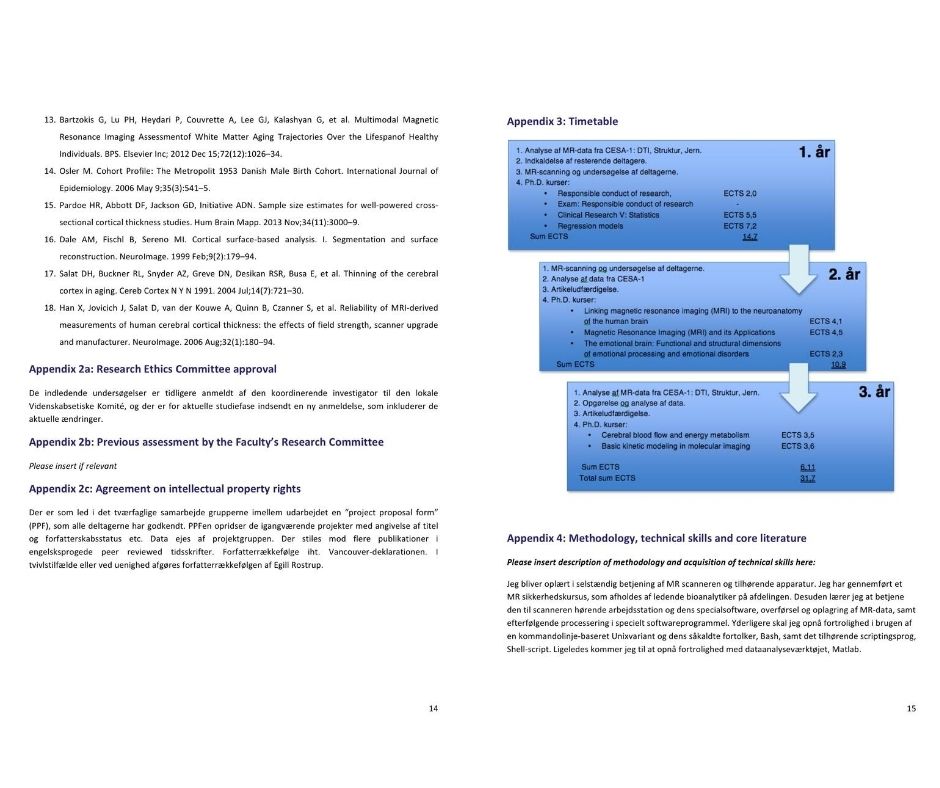 13. Bartzokis G, Lu PH, Heydari P, Couvrette A, Lee GJ, Kalashyan G, et al. Multimodal Magnetic
Resonance Imaging Assessmentof White Matter Aging Trajectories Over the Lifespanof Healthy
Individuals. BPS. Elsevier Inc; 2012 Dec 15;72(12):1026–34.
14. Osler M. Cohort Profile: The Metropolit 1953 Danish Male Birth Cohort. International Journal of
Epidemiology. 2006 May 9;35(3):541–5.
15. Pardoe HR, Abbott DF, Jackson GD, Initiative ADN. Sample size estimates for well-powered cross-
sectional cortical thickness studies. Hum Brain Mapp. 2013 Nov;34(11):3000–9.
16. Dale AM, Fischl B, Sereno MI. Cortical surface-based analysis. I. Segmentation and surface
reconstruction. NeuroImage. 1999 Feb;9(2):179–94.
17. Salat DH, Buckner RL, Snyder AZ, Greve DN, Desikan RSR, Busa E, et al. Thinning of the cerebral
cortex in aging. Cereb Cortex N Y N 1991. 2004 Jul;14(7):721–30.
18. Han X, Jovicich J, Salat D, van der Kouwe A, Quinn B, Czanner S, et al. Reliability of MRI-derived
measurements of human cerebral cortical thickness: the effects of field strength, scanner upgrade
and manufacturer. NeuroImage. 2006 Aug;32(1):180–94.
Appendix 2a: Research Ethics Committee approval
De indledende undersøgelser er tidligere anmeldt af den koordinerende investigator til den lokale
Videnskabsetiske Komité, og der er for aktuelle studiefase indsendt en ny anmeldelse, som inkluderer de
aktuelle ændringer.
Appendix 2b: Previous assessment by the Faculty's Research Committee
Please insert if relevant
Appendix 2c: Agreement on intellectual property rights
Der er som led i det tværfaglige samarbejde grupperne imellem udarbejdet en "project proposal form"
(PPF), som alle deltagerne har godkendt. PPFen opridser de igangværende projekter med angivelse af titel
og forfatterskabsstatus etc. Data ejes af projektgruppen. Der stiles mod flere publikationer i
engelsksprogede peer reviewed tidsskrifter. Forfatterrækkefølge iht. Vancouver-deklarationen. I
tvivlstilfælde eller ved uenighed afgøres forfatterrækkefølgen af Egill Rostrup.
14
Appendix 3: Timetable
1. år
1. Analyse af MR-data fra CESA-1: DTI, Struktur, Jern.
2. Indkaldelse af resterende deltagere.
3. MR-scanning og undersøgelse af deltagerne.
4. Ph.D. kurser:
• Responsible conduct of research, ECTS 2,0
• Exam: Responsible conduct of research -
• Clinical Research V: Statistics ECTS 5,5
• Regression models ECTS 7,2
Sum ECTS 14,7
2. år
1. MR-scanning og undersøgelse af deltagerne.
2. Analyse af data fra CESA-1
3. Artikeludfærdigelse.
4. Ph.D. kurser:
• Linking magnetic resonance imaging (MRI) to the neuroanatomy
of the human brain ECTS 4,1
• Magnetic Resonance Imaging (MRI) and its Applications ECTS 4,5
• The emotional brain: Functional and structural dimensions
of emotional processing and emotional disorders ECTS 2,3
Sum ECTS 10,9
3. år
1. Analyse af MR-data fra CESA-1: DTI, Struktur, Jern.
2. Opgørelse og analyse af data.
3. Artikeludfærdigelse.
4. Ph.D. kurser:
• Cerebral blood flow and energy metabolism ECTS 3,5
• Basic kinetic modeling in molecular imaging ECTS 3,6
Sum ECTS 6,11
Total sum ECTS 31,7
Appendix 4: Methodology, technical skills and core literature
Please insert description of methodology and acquisition of technical skills here:
Jeg bliver oplært i selvstændig betjening af MR scanneren og tilhørende apparatur. Jeg har gennemført et
MR sikkerhedskursus, som afholdes af ledende bioanalytiker på afdelingen. Desuden lærer jeg at betjene
den til scanneren hørende arbejdsstation og dens specialsoftware, overførsel og oplagring af MR-data, samt
efterfølgende processering i specielt softwareprogrammel. Yderligere skal jeg opnå fortrolighed i brugen af
en kommandolinje-baseret Unixvariant og dens såkaldte fortolker, Bash, samt det tilhørende scriptingsprog,
Shell-script. Ligeledes kommer jeg til at opnå fortrolighed med dataanalyseværktøjet, Matlab.
15